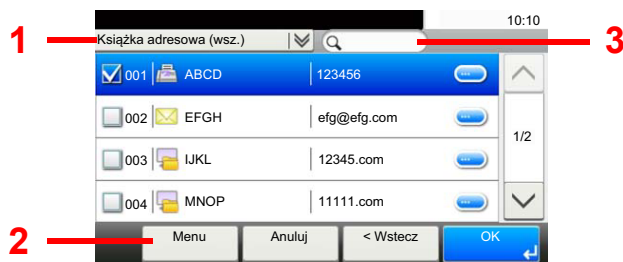 10:10
1 Książka adresowa (wsz.) 3
001 ABCD 123456
002 EFGH efg@efg.com
1/2
003 IJKL 12345.com
004 MNOP 11111.com
2 Menu Anuluj < Wstecz OK